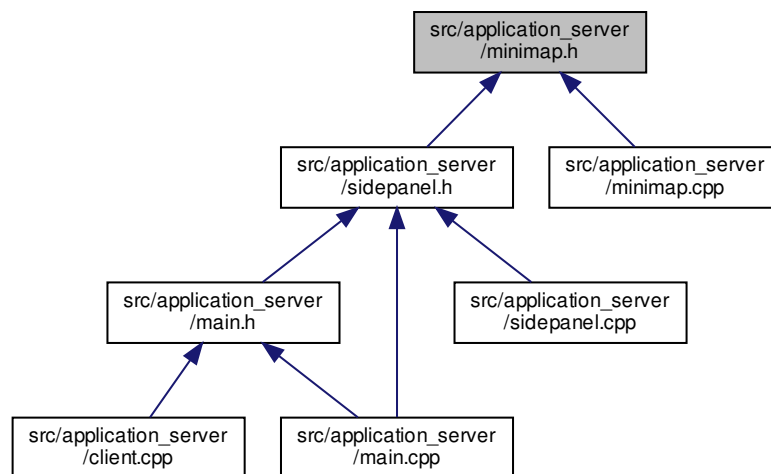 src/application_server
/minimap.h
src/application_server
/sidepanel.h
src/application_server
/minimap.cpp
src/application_server
/main.h
src/application_server
/sidepanel.cpp
src/application_server
/client.cpp
src/application_server
/main.cpp